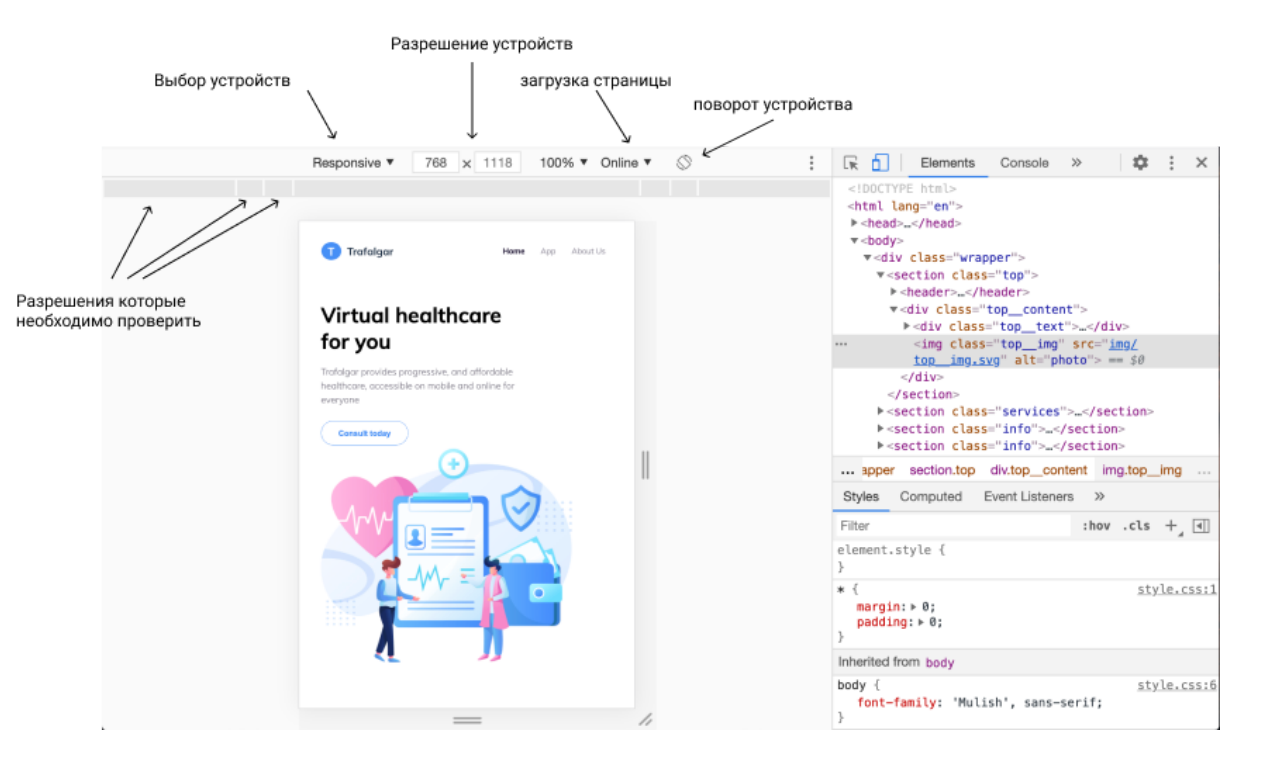 Разрешение устройств
Выбор устройств
загрузка страницы
поворот устройства
Responsive ▼ 768 × 1118 100% ▼ Online ▼
Elements Console »
Разрешения которые
необходимо проверить
T Trafalgar Home App About Us
Virtual healthcare
for you
Trafalgar provides progressive, and affordable
healthcare, accessible on mobile and online for
everyone
Consult today
<!DOCTYPE html>
<html lang="en">
▶<head>…</head>
▼<body>
▼<div class="wrapper">
▼<section class="top">
▶<header>…</header>
▼<div class="top__content">
▶<div class="top__text">…</div>
<img class="top__img" src="img/
top__img.svg" alt="photo"> == $0
</div>
</section>
▶<section class="services">…</section>
▶<section class="info">…</section>
▶<section class="info">…</section>
... apper section.top div.top__content img.top__img ...
Styles Computed Event Listeners »
Filter :hov .cls +
element.style {
}
* { style.css:1
margin:▶ 0;
padding:▶ 0;
}
Inherited from body
body { style.css:6
font-family: 'Mulish', sans-serif;
}